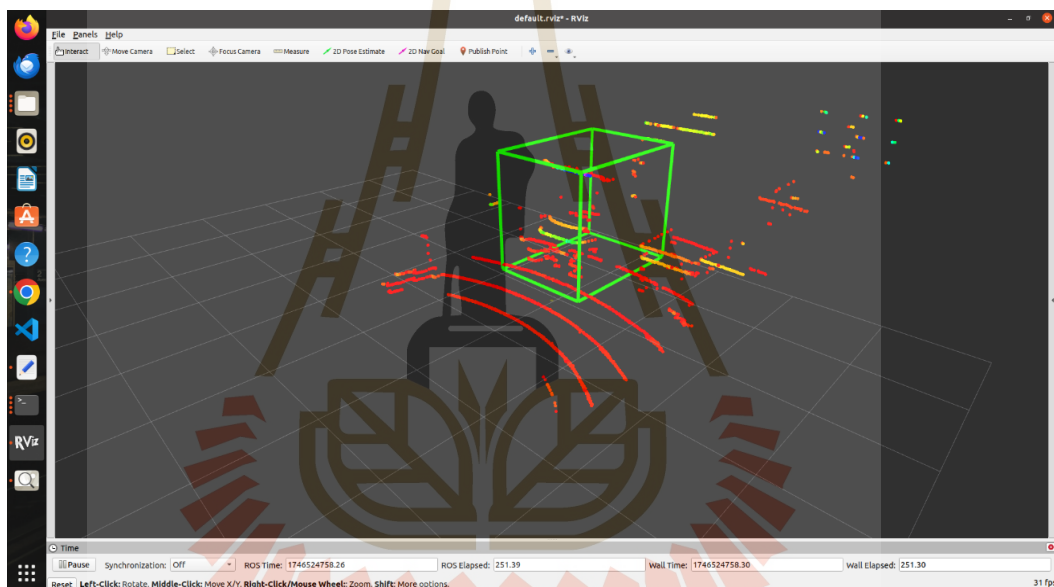 default.rviz* - RViz
File Panels Help
Interact Move Camera Select Focus Camera Measure 2D Pose Estimate 2D Nav Goal Publish Point
RViz
Time
Pause Synchronization: Off ROS Time: 1746524758.26 ROS Elapsed: 251.39 Wall Time: 1746524758.30 Wall Elapsed: 251.30
Reset Left-Click: Rotate. Middle-Click: Move X/Y. Right-Click/Mouse Wheel: Zoom. Shift: More options. 31 fp